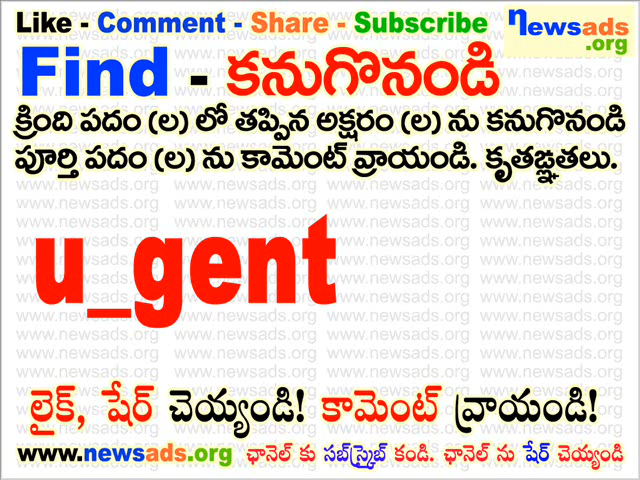 Like - Comment - Share - Subscribe
newsads
.org
Find - కనుగొనండి
క్రింది పదం (ల) లో తప్పిన అక్షరం (ల) ను కనుగొనండి
పూర్తి పదం (ల) ను కామెంట్ వ్రాయండి. కృతఙ్ఞతలు.
u_gent
లైక్, షేర్ చెయ్యండి! కామెంట్ వ్రాయండి!
www.newsads.org ఛానెల్ కు సబ్‌స్క్రైబ్ కండి. ఛానెల్ ను షేర్ చెయ్యండి